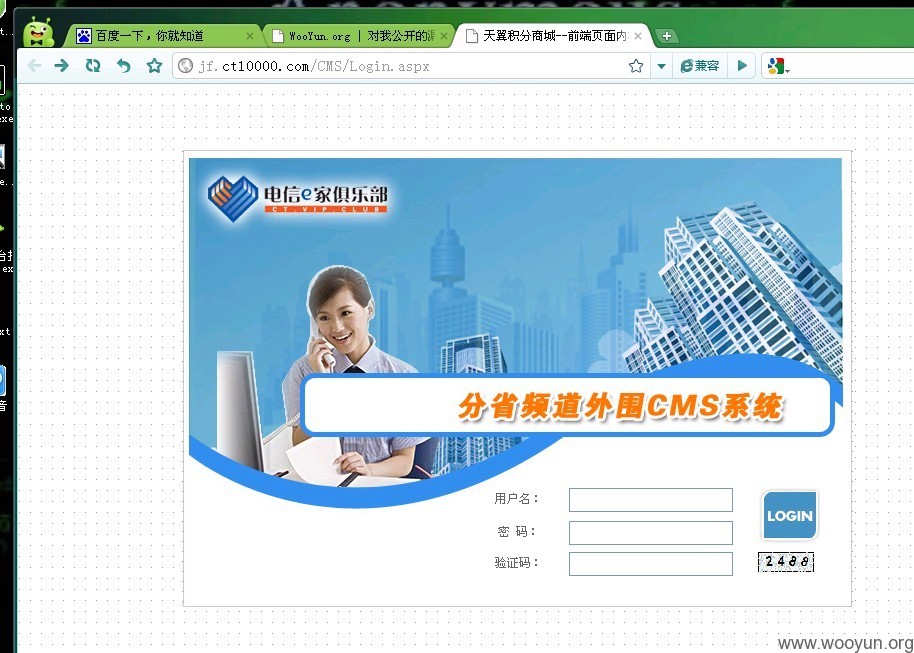 百度一下，你就知道
WooYun.org | 对我公开的漏
天翼积分商城--前端页面内
jf.ct10000.com/CMS/Login.aspx
兼容
电信e家俱乐部
CT.VIP.CLUB
分省频道外围CMS系统
用户名：
LOGIN
密 码：
验证码：
2488
www.wooyun.org